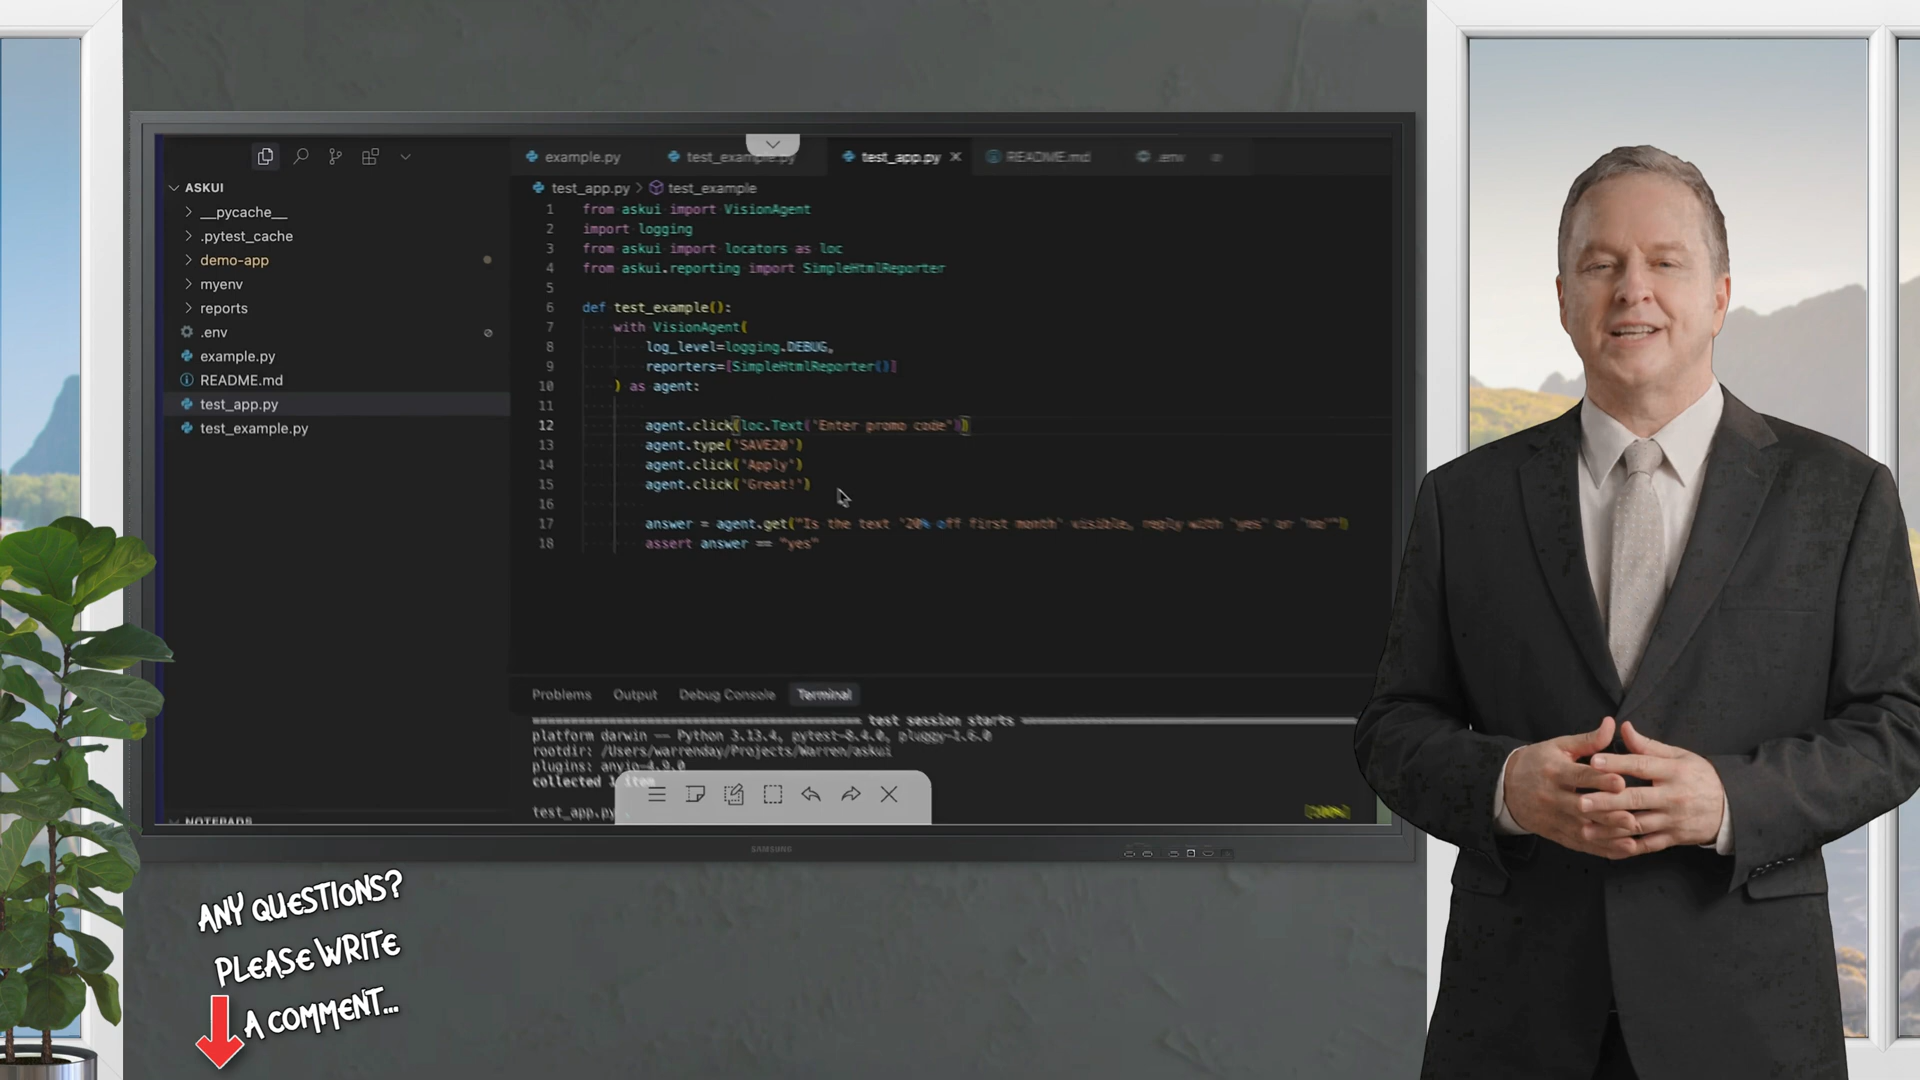 example.py
test_example.py
test_app.py
README.md
.env
ASKUI
test_app.py > test_example
__pycache__
.pytest_cache
demo-app
myenv
reports
.env
example.py
README.md
test_app.py
test_example.py
NOTEPADS
1 from askui import VisionAgent
2 import logging
3 from askui import locators as loc
4 from askui.reporting import SimpleHtmlReporter
5
6 def test_example():
7 with VisionAgent(
8 log_level=logging.DEBUG,
9 reporters=[SimpleHtmlReporter()]
10 ) as agent:
11
12 agent.click(loc.Text('Enter promo code'))
13 agent.type('SAVE20')
14 agent.click('Apply')
15 agent.click('Great!')
16
17 answer = agent.get("Is the text '20% off first month' visible, reply with 'yes' or 'no'")
18 assert answer == "yes"
Problems Output Debug Console Terminal
test session starts
platform darwin -- Python 3.13.4, pytest-8.4.0, pluggy-1.6.0
rootdir: /Users/warrenday/Projects/Warren/askui
plugins: anyio-4.9.0
collected 1 item
test_app.py
[100%]
SAMSUNG
ANY QUESTIONS?
PLEASE WRITE
A COMMENT...